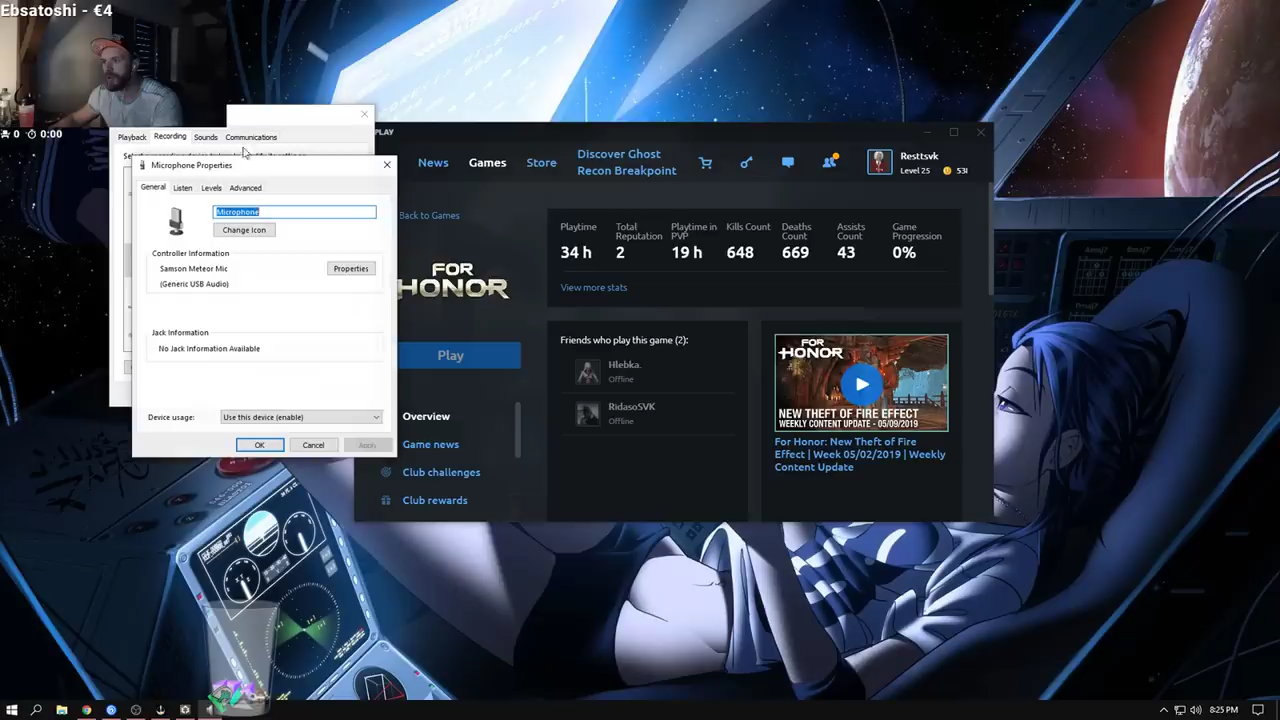 Ebsatoshi - €4
0 0:00
Playback Recording Sounds Communications
Microphone Properties
General Listen Levels Advanced
Microphone
Change Icon
Controller Information
Samson Meteor Mic
Properties
(Generic USB Audio)
Jack Information
No Jack Information Available
Device usage: Use this device (enable)
OK Cancel Apply
PLAY
News Games Store
Discover Ghost
Recon Breakpoint
Resttsvk
Level 25
531
Back to Games
FOR
HONOR
Play
Overview
Game news
Club challenges
Club rewards
Playtime
34 h
Total
Reputation
2
Playtime in
PVP
19 h
Kills Count
648
Deaths
Count
669
Assists
Count
43
Game
Progression
0%
View more stats
Friends who play this game (2):
Hlebka.
Offline
RidasoSVK
Offline
FOR
HONOR
NEW THEFT OF FIRE EFFECT
WEEKLY CONTENT UPDATE - 05/09/2019
For Honor: New Theft of Fire
Effect | Week 05/02/2019 | Weekly
Content Update
8:25 PM